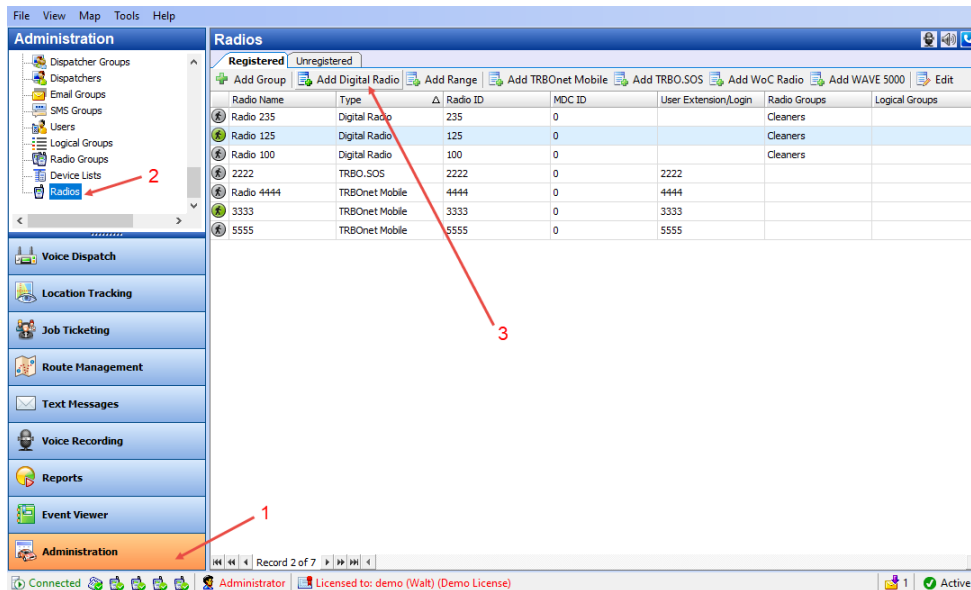 File View Map Tools Help
Administration
Dispatcher Groups
Dispatchers
Email Groups
SMS Groups
Users
Logical Groups
Radio Groups
Device Lists
Radios
2
Voice Dispatch
Location Tracking
Job Ticketing
Route Management
Text Messages
Voice Recording
Reports
Event Viewer
Administration
1
Radios
Registered Unregistered
Add Group Add Digital Radio Add Range Add TRBOnet Mobile Add TRBO.SOS Add WoC Radio Add WAVE 5000 Edit
Radio Name Type Radio ID MDC ID User Extension/Login Radio Groups Logical Groups
Radio 235 Digital Radio 235 0 Cleaners
Radio 125 Digital Radio 125 0 Cleaners
Radio 100 Digital Radio 100 0 Cleaners
2222 TRBO.SOS 2222 0 2222
Radio 4444 TRBOnet Mobile 4444 0 4444
3333 TRBOnet Mobile 3333 0 3333
5555 TRBOnet Mobile 5555 0 5555
3
Record 2 of 7
Connected Administrator Licensed to: demo (Walt) (Demo License) 1 Active